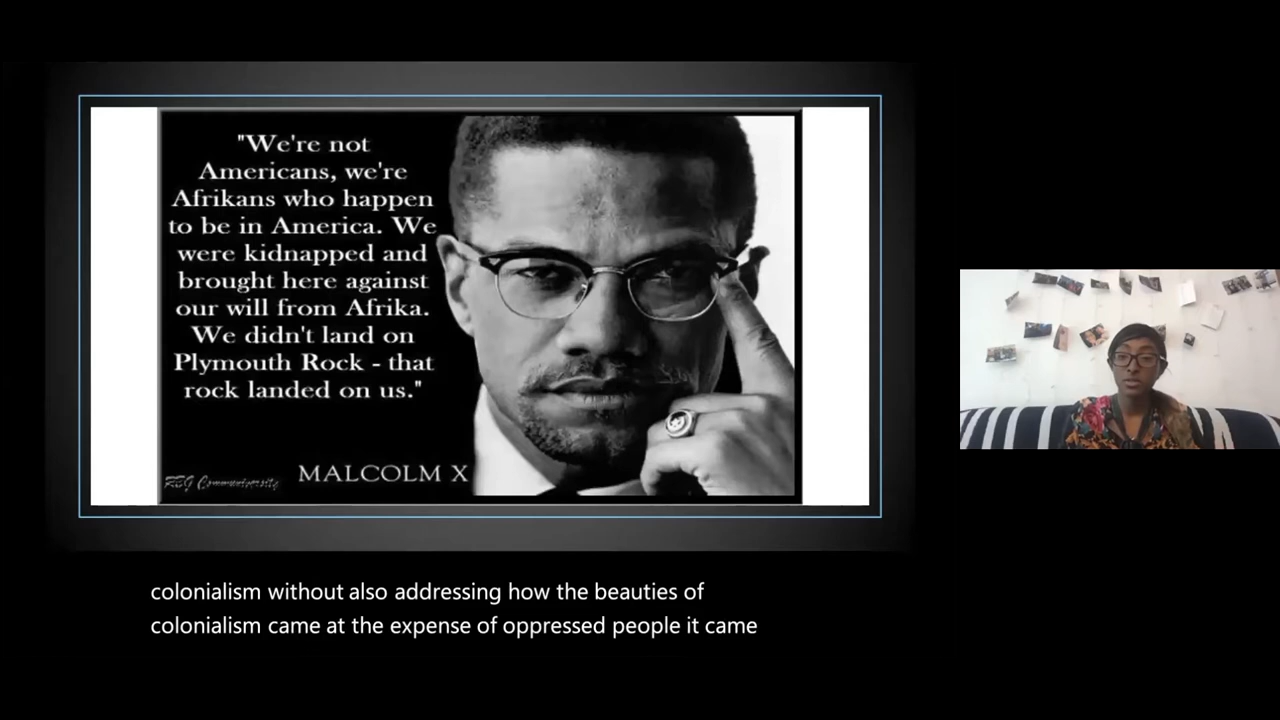 "We're not
Americans, we're
Afrikans who happen
to be in America. We
were kidnapped and
brought here against
our will from Afrika.
We didn't land on
Plymouth Rock - that
rock landed on us."
RBG Communiversity
MALCOLM X
colonialism without also addressing how the beauties of
colonialism came at the expense of oppressed people it came